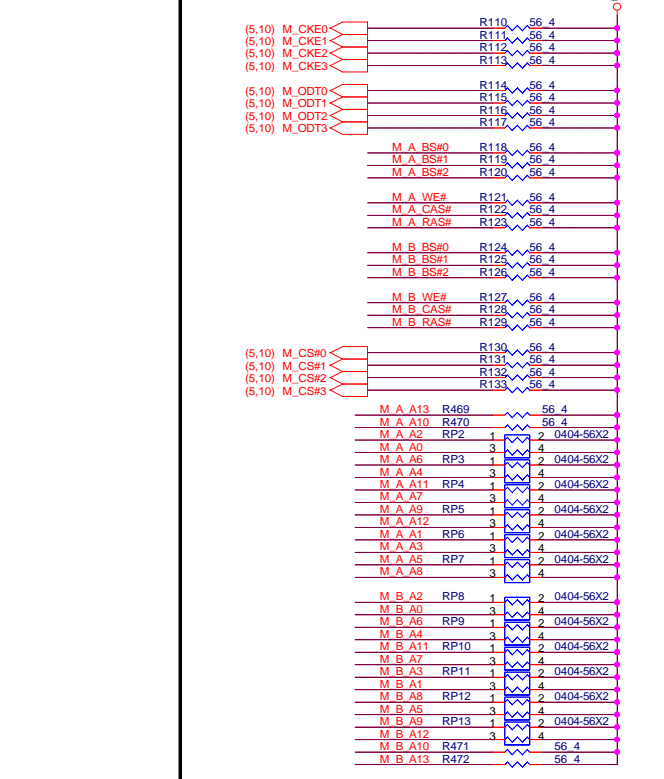 (5,10) M_CKE0 R110 56_4
(5,10) M_CKE1 R111 56_4
(5,10) M_CKE2 R112 56_4
(5,10) M_CKE3 R113 56_4
(5,10) M_ODT0 R114 56_4
(5,10) M_ODT1 R115 56_4
(5,10) M_ODT2 R116 56_4
(5,10) M_ODT3 R117 56_4
M_A_BS#0 R118 56_4
M_A_BS#1 R119 56_4
M_A_BS#2 R120 56_4
M_A_WE# R121 56_4
M_A_CAS# R122 56_4
M_A_RAS# R123 56_4
M_B_BS#0 R124 56_4
M_B_BS#1 R125 56_4
M_B_BS#2 R126 56_4
M_B_WE# R127 56_4
M_B_CAS# R128 56_4
M_B_RAS# R129 56_4
(5,10) M_CS#0 R130 56_4
(5,10) M_CS#1 R131 56_4
(5,10) M_CS#2 R132 56_4
(5,10) M_CS#3 R133 56_4
M_A_A13 R469 56_4
M_A_A10 R470 56_4
M_A_A2 RP2 1 2 0404-56X2
M_A_A0 3 4
M_A_A6 RP3 1 2 0404-56X2
M_A_A4 3 4
M_A_A11 RP4 1 2 0404-56X2
M_A_A7 3 4
M_A_A9 RP5 1 2 0404-56X2
M_A_A12 3 4
M_A_A1 RP6 1 2 0404-56X2
M_A_A3 3 4
M_A_A5 RP7 1 2 0404-56X2
M_A_A8 3 4
M_B_A2 RP8 1 2 0404-56X2
M_B_A0 3 4
M_B_A6 RP9 1 2 0404-56X2
M_B_A4 3 4
M_B_A11 RP10 1 2 0404-56X2
M_B_A7 3 4
M_B_A3 RP11 1 2 0404-56X2
M_B_A1 3 4
M_B_A8 RP12 1 2 0404-56X2
M_B_A5 3 4
M_B_A9 RP13 1 2 0404-56X2
M_B_A12 3 4
M_B_A10 R471 56_4
M_B_A13 R472 56_4